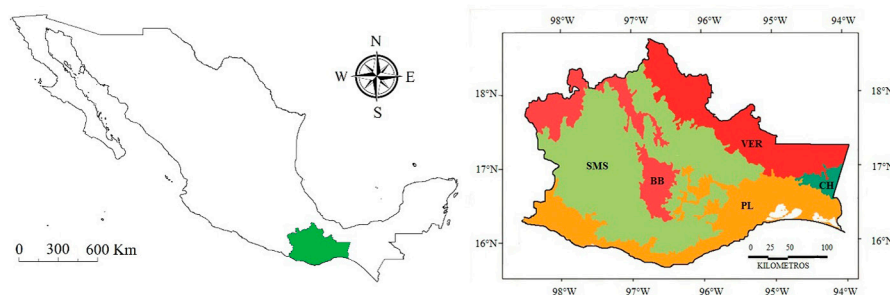 N
W E
S
0 300 600 Km
98°W 97°W 96°W 95°W 94°W
18°N 18°N
VER
17°N SMS BB CH 17°N
PL
16°N 16°N
0 25 50 100
KILOMETROS
98°W 97°W 96°W 95°W 94°W